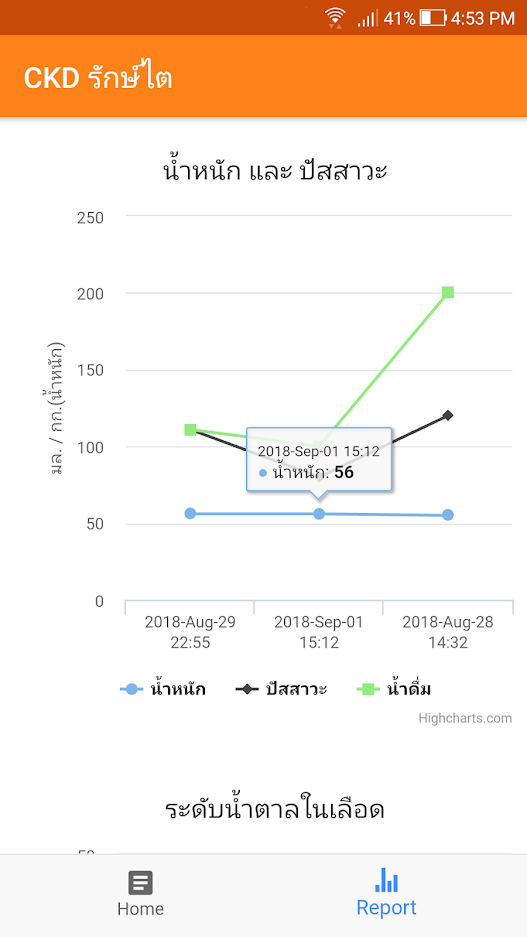 41% 4:53 PM
CKD รักษ์ไต
น้ำหนัก และ ปัสสาวะ
250
200
150
100
50
0
มล. / กก.(น้ำหนัก)
2018-Sep-01 15:12
น้ำหนัก: 56
2018-Aug-29 22:55
2018-Sep-01 15:12
2018-Aug-28 14:32
น้ำหนัก ปัสสาวะ น้ำดื่ม
Highcharts.com
ระดับน้ำตาลในเลือด
Home Report